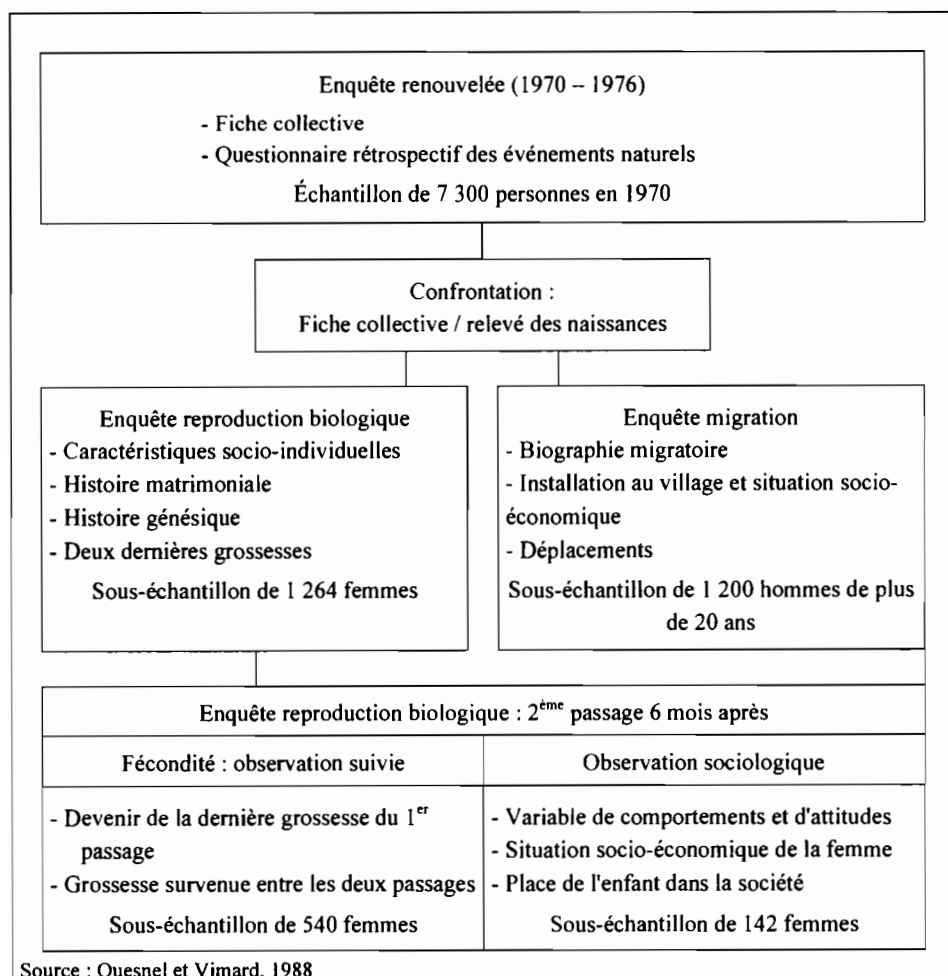 Enquête renouvelée (1970 – 1976)
- Fiche collective
- Questionnaire rétrospectif des événements naturels
Échantillon de 7 300 personnes en 1970
Confrontation :
Fiche collective / relevé des naissances
Enquête reproduction biologique
- Caractéristiques socio-individuelles
- Histoire matrimoniale
- Histoire génésique
- Deux dernières grossesses
Sous-échantillon de 1 264 femmes
Enquête migration
- Biographie migratoire
- Installation au village et situation socio-
économique
- Déplacements
Sous-échantillon de 1 200 hommes de plus
de 20 ans
Enquête reproduction biologique : 2ème passage 6 mois après
Fécondité : observation suivie
- Devenir de la dernière grossesse du 1er
passage
- Grossesse survenue entre les deux passages
Sous-échantillon de 540 femmes
Observation sociologique
- Variable de comportements et d'attitudes
- Situation socio-économique de la femme
- Place de l'enfant dans la société
Sous-échantillon de 142 femmes
Source : Quesnel et Vimard, 1988